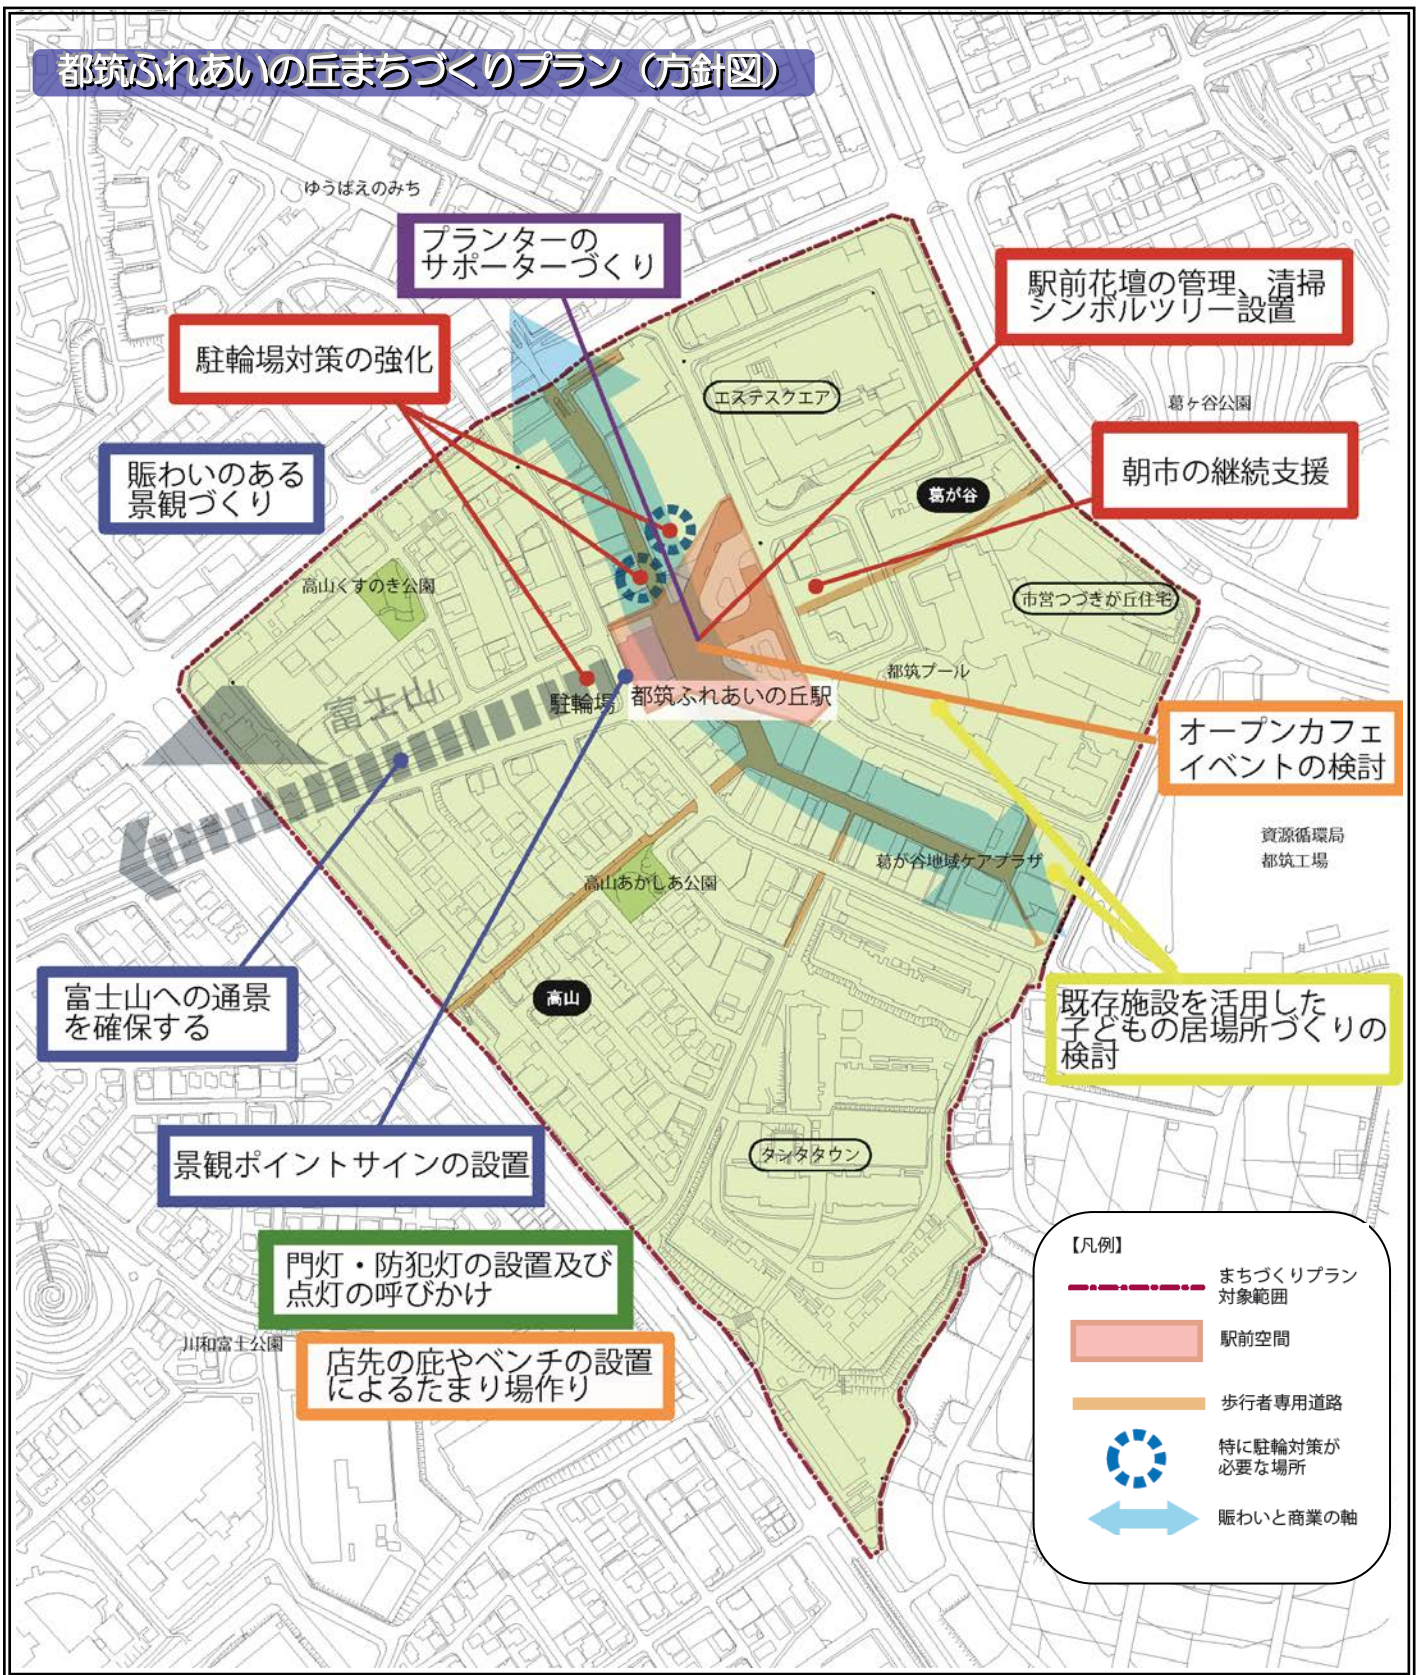 都筑ふれあいの丘まちづくりプラン（方針図）
ゆうばえのみち
プランターの
サポーターづくり
駅前花壇の管理、清掃
シンボルツリー設置
駐輪場対策の強化
エステスクエア
葛ヶ谷公園
賑わいのある
景観づくり
朝市の継続支援
葛が谷
高山くすのき公園
市営つづきが丘住宅
都筑プール
富士山
駐輪場
都筑ふれあいの丘駅
オープンカフェ
イベントの検討
資源循環局
都筑工場
葛が谷地域ケアプラザ
高山あかしあ公園
富士山への通景
を確保する
高山
既存施設を活用した
子どもの居場所づくりの
検討
景観ポイントサインの設置
タンタタウン
門灯・防犯灯の設置及び
点灯の呼びかけ
川和富士公園
店先の庇やベンチの設置
によるたまり場作り
【凡例】
まちづくりプラン
対象範囲
駅前空間
歩行者専用道路
特に駐輪対策が
必要な場所
賑わいと商業の軸